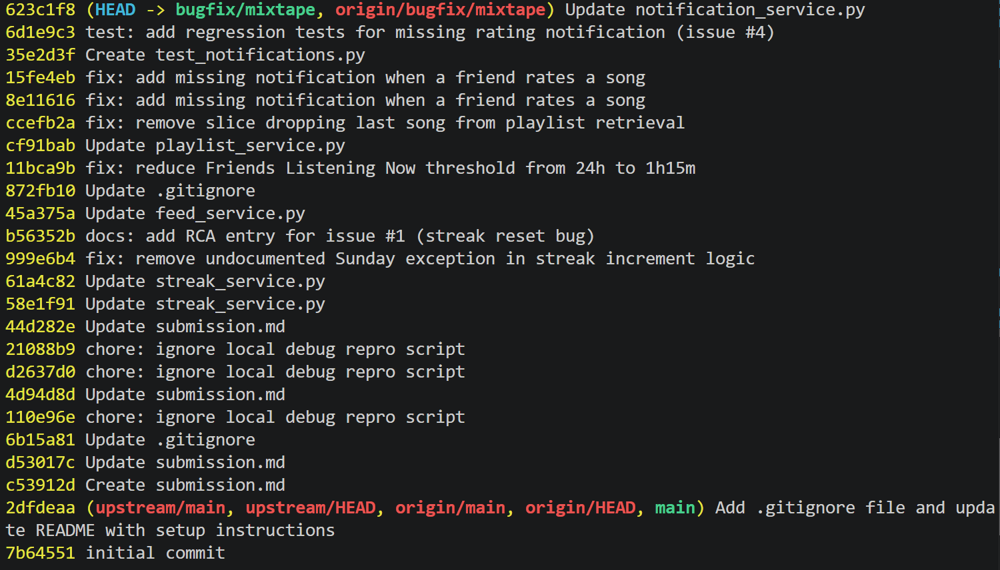 623c1f8 (HEAD -> bugfix/mixtape, origin/bugfix/mixtape) Update notification_service.py
6d1e9c3 test: add regression tests for missing rating notification (issue #4)
35e2d3f Create test_notifications.py
15fe4eb fix: add missing notification when a friend rates a song
8e11616 fix: add missing notification when a friend rates a song
ccefb2a fix: remove slice dropping last song from playlist retrieval
cf91bab Update playlist_service.py
11bca9b fix: reduce Friends Listening Now threshold from 24h to 1h15m
872fb10 Update .gitignore
45a375a Update feed_service.py
b56352b docs: add RCA entry for issue #1 (streak reset bug)
999e6b4 fix: remove undocumented Sunday exception in streak increment logic
61a4c82 Update streak_service.py
58e1f91 Update streak_service.py
44d282e Update submission.md
21088b9 chore: ignore local debug repro script
d2637d0 chore: ignore local debug repro script
4d94d8d Update submission.md
110e96e chore: ignore local debug repro script
6b15a81 Update .gitignore
d53017c Update submission.md
c53912d Create submission.md
2dfdeaa (upstream/main, upstream/HEAD, origin/main, origin/HEAD, main) Add .gitignore file and upda
te README with setup instructions
7b64551 initial commit